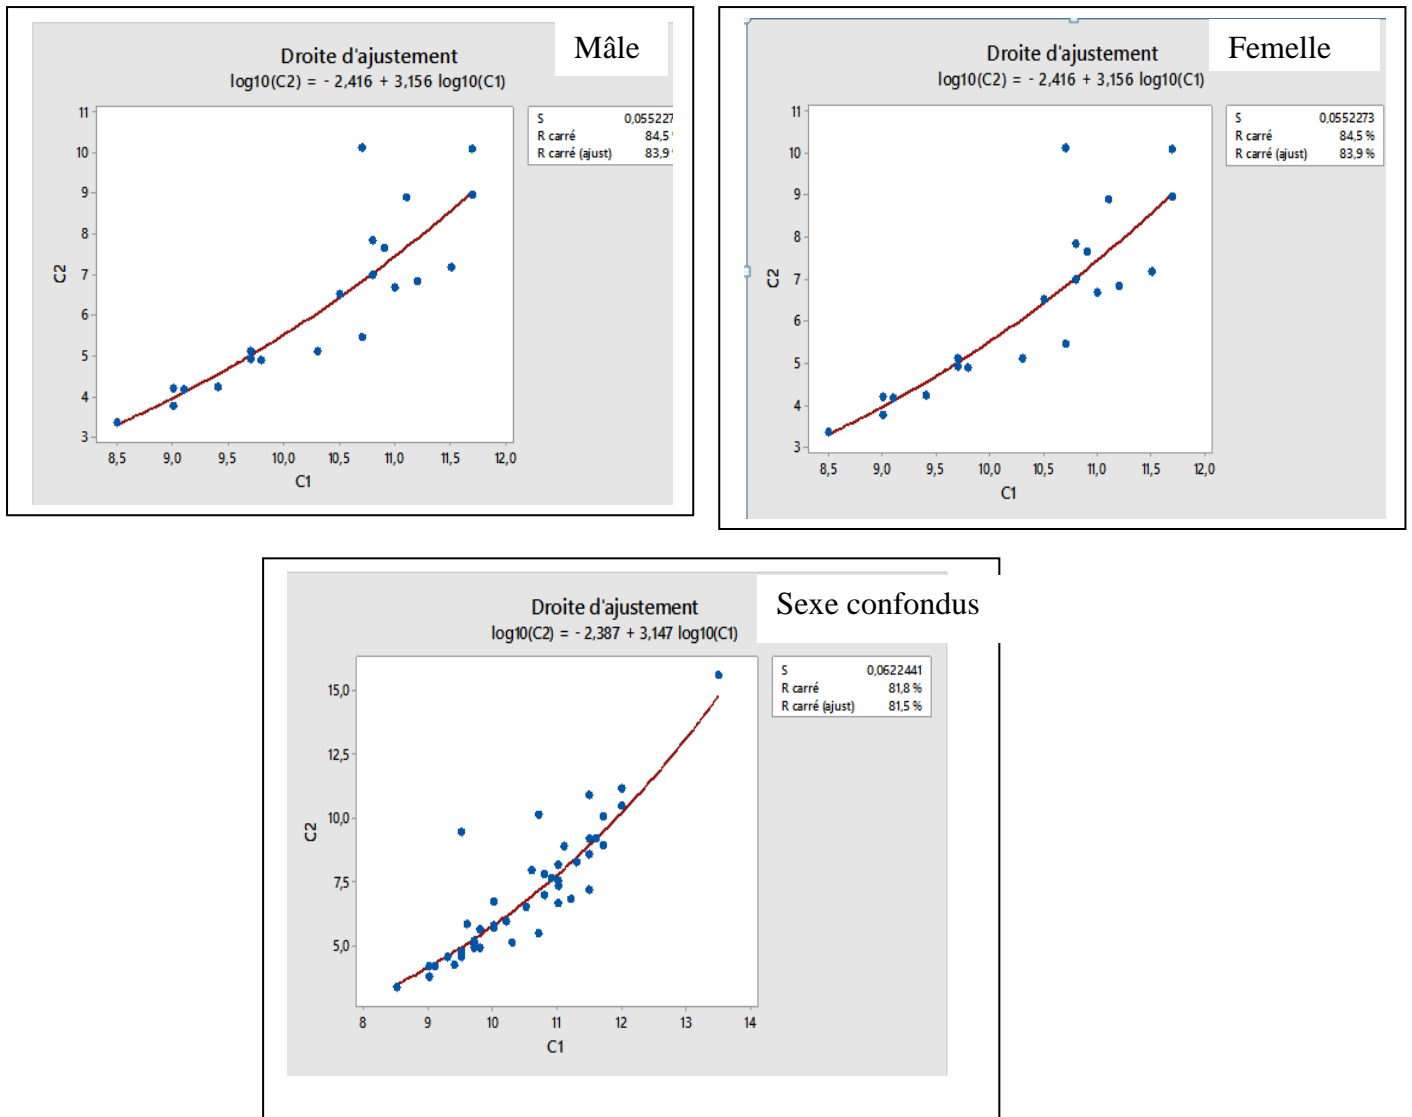 Mâle
Droite d'ajustement
log10(C2) = - 2,416 + 3,156 log10(C1)
S 0,055227
R carré 84,5
R carré (ajust) 83,9
11
10
9
8
7
6
5
4
3
C2
8,5 9,0 9,5 10,0 10,5 11,0 11,5 12,0
C1
Femelle
Droite d'ajustement
log10(C2) = - 2,416 + 3,156 log10(C1)
S 0,0552273
R carré 84,5 %
R carré (ajust) 83,9 %
11
10
9
8
7
6
5
4
3
C2
8,5 9,0 9,5 10,0 10,5 11,0 11,5 12,0
C1
Sexe confondus
Droite d'ajustement
log10(C2) = - 2,387 + 3,147 log10(C1)
S 0,0622441
R carré 81,8 %
R carré (ajust) 81,5 %
15,0
12,5
10,0
7,5
5,0
C2
8 9 10 11 12 13 14
C1